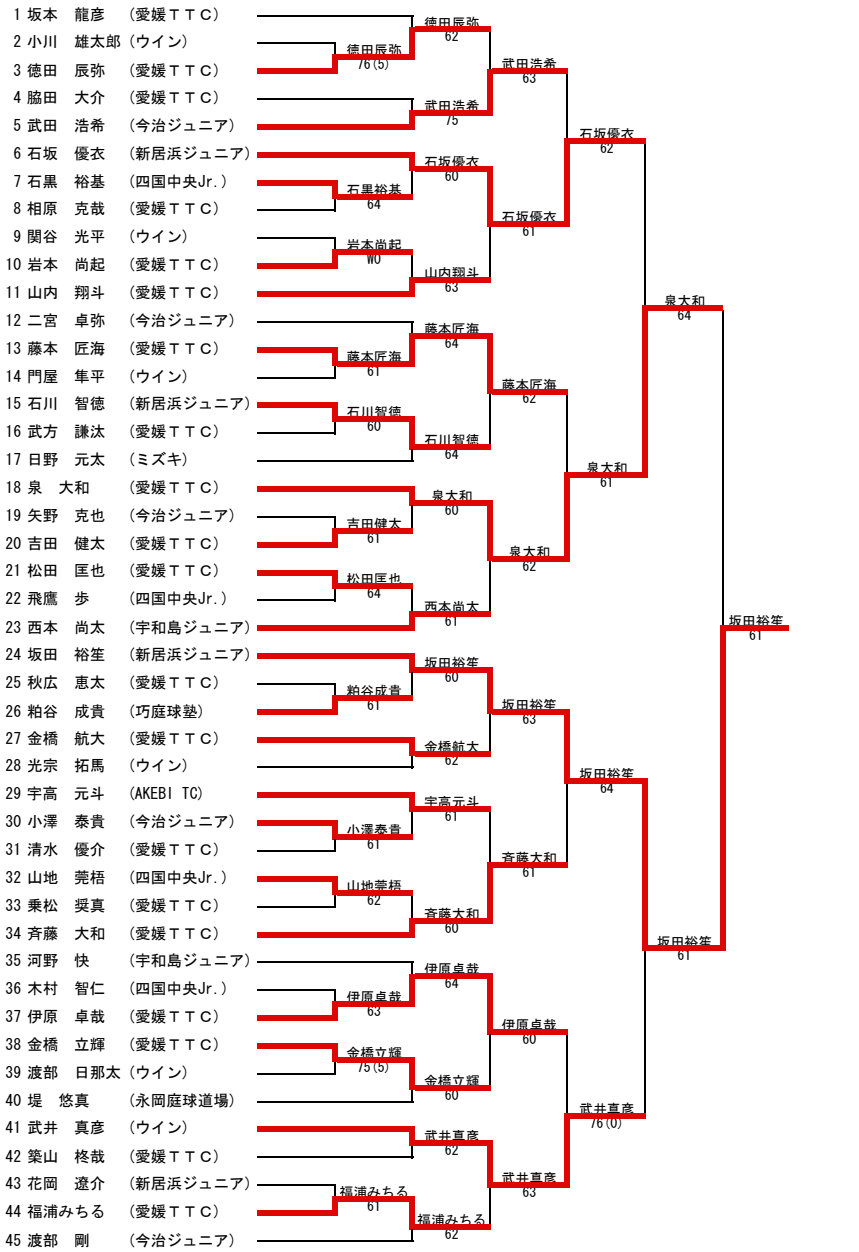 1 坂本 龍彦 (愛媛ＴＴＣ)
2 小川 雄太郎 (ウイン)
3 徳田 辰弥 (愛媛ＴＴＣ)
4 脇田 大介 (愛媛ＴＴＣ)
5 武田 浩希 (今治ジュニア)
6 石坂 優衣 (新居浜ジュニア)
7 石黒 裕基 (四国中央Jr.)
8 相原 克哉 (愛媛ＴＴＣ)
9 関谷 光平 (ウイン)
10 岩本 尚起 (愛媛ＴＴＣ)
11 山内 翔斗 (愛媛ＴＴＣ)
12 二宮 卓弥 (今治ジュニア)
13 藤本 匠海 (愛媛ＴＴＣ)
14 門屋 隼平 (ウイン)
15 石川 智徳 (新居浜ジュニア)
16 武方 謙汰 (愛媛ＴＴＣ)
17 日野 元太 (ミズキ)
18 泉 大和 (愛媛ＴＴＣ)
19 矢野 克也 (今治ジュニア)
20 吉田 健太 (愛媛ＴＴＣ)
21 松田 匡也 (愛媛ＴＴＣ)
22 飛鷹 歩 (四国中央Jr.)
23 西本 尚太 (宇和島ジュニア)
24 坂田 裕笙 (新居浜ジュニア)
25 秋広 恵太 (愛媛ＴＴＣ)
26 粕谷 成貴 (巧庭球塾)
27 金橋 航大 (愛媛ＴＴＣ)
28 光宗 拓馬 (ウイン)
29 宇高 元斗 (AKEBI TC)
30 小澤 泰貴 (今治ジュニア)
31 清水 優介 (愛媛ＴＴＣ)
32 山地 莞梧 (四国中央Jr.)
33 乗松 奨真 (愛媛ＴＴＣ)
34 斉藤 大和 (愛媛ＴＴＣ)
35 河野 快 (宇和島ジュニア)
36 木村 智仁 (四国中央Jr.)
37 伊原 卓哉 (愛媛ＴＴＣ)
38 金橋 立輝 (愛媛ＴＴＣ)
39 渡部 日那太 (ウイン)
40 堤 悠真 (永岡庭球道場)
41 武井 真彦 (ウイン)
42 築山 柊哉 (愛媛ＴＴＣ)
43 花岡 遼介 (新居浜ジュニア)
44 福浦みちる (愛媛ＴＴＣ)
45 渡部 剛 (今治ジュニア)
徳田辰弥
76(5)
石黒裕基
64
岩本尚起
WO
藤本匠海
61
石川智徳
60
吉田健太
61
松田匡也
64
粕谷成貴
61
小澤泰貴
61
山地莞梧
62
伊原卓哉
63
金橋立輝
75(5)
福浦みちる
61
徳田辰弥
62
武田浩希
75
石坂優衣
60
山内翔斗
63
藤本匠海
64
石川智徳
64
泉大和
60
西本尚太
61
坂田裕笙
60
金橋航大
62
宇高元斗
61
斉藤大和
60
伊原卓哉
64
金橋立輝
60
武井真彦
62
福浦みちる
62
武田浩希
63
石坂優衣
61
藤本匠海
62
泉大和
62
坂田裕笙
63
斉藤大和
61
伊原卓哉
60
武井真彦
63
石坂優衣
62
泉大和
61
坂田裕笙
64
武井真彦
76(0)
泉大和
64
坂田裕笙
61
坂田裕笙
61